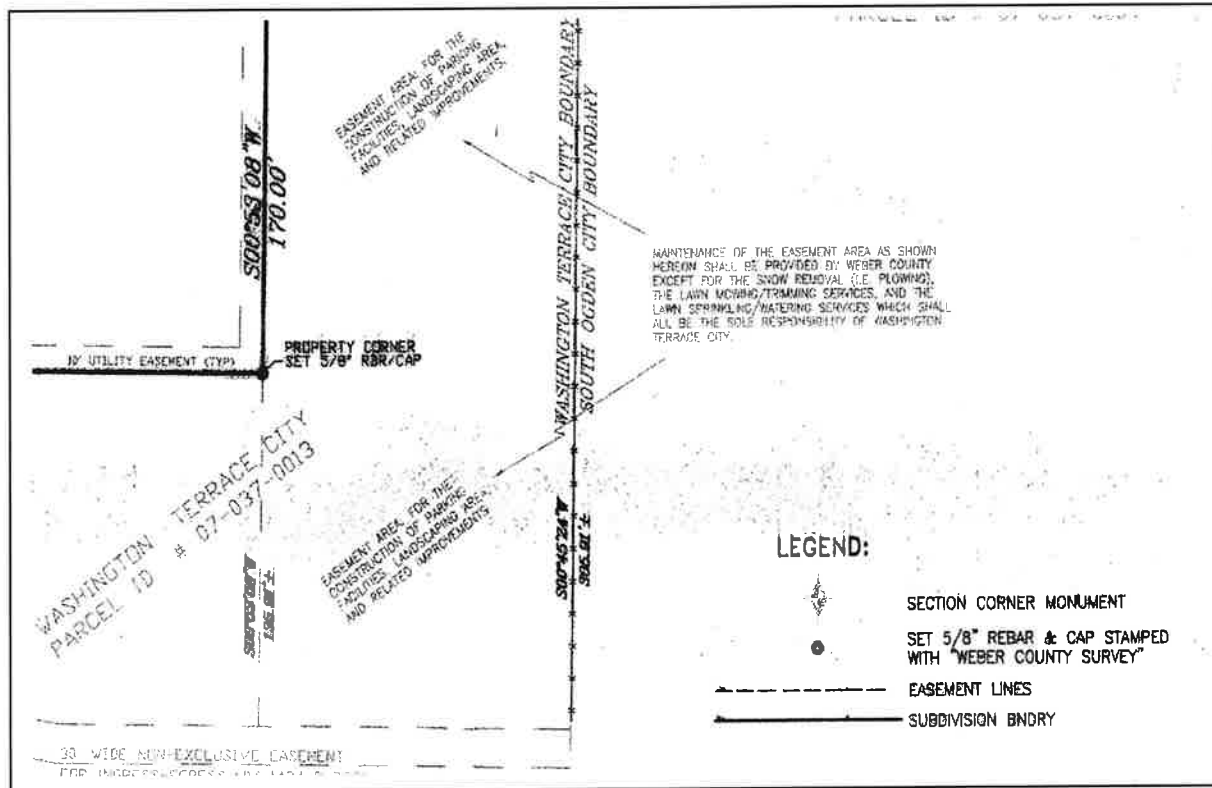 EASEMENT AREA FOR THE
CONSTRUCTION OF PARKING
FACILITIES, LANDSCAPING AREA,
AND RELATED IMPROVEMENTS.
S00°53'08"W
170.00'
WASHINGTON TERRACE CITY BOUNDARY
SOUTH OGDEN CITY BOUNDARY
MAINTENANCE OF THE EASEMENT AREA AS SHOWN
HEREON SHALL BE PROVIDED BY WEBER COUNTY
EXCEPT FOR THE SNOW REMOVAL (I.E. PLOWING),
THE LAWN MOWING/TRIMMING SERVICES, AND THE
LAWN SPRINKLING/WATERING SERVICES WHICH SHALL
ALL BE THE SOLE RESPONSIBILITY OF WASHINGTON
TERRACE CITY.
10' UTILITY EASEMENT (TYP)
PROPERTY CORNER
SET 5/8" RBR/CAP
WASHINGTON TERRACE CITY
PARCEL ID # 07-037-0013
EASEMENT AREA FOR THE
CONSTRUCTION OF PARKING
FACILITIES, LANDSCAPING AREA,
AND RELATED IMPROVEMENTS
S00°45'24"W
906.91' ±
LEGEND:
SECTION CORNER MONUMENT
SET 5/8" REBAR & CAP STAMPED
WITH "WEBER COUNTY SURVEY"
EASEMENT LINES
SUBDIVISION BNDRY
30' WIDE NON-EXCLUSIVE EASEMENT